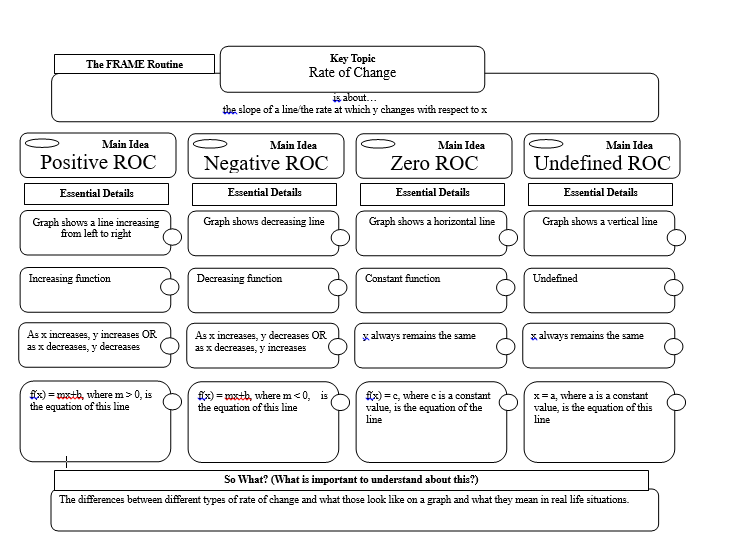 The FRAME Routine
Key Topic
Rate of Change
is about…
the slope of a line/the rate at which y changes with respect to x
Main Idea
Positive ROC
Essential Details
Graph shows a line increasing
from left to right
Increasing function
As x increases, y increases OR
as x decreases, y decreases
f(x) = mx+b, where m > 0, is
the equation of this line
Main Idea
Negative ROC
Essential Details
Graph shows decreasing line
Decreasing function
As x increases, y decreases OR
as x decreases, y increases
f(x) = mx+b, where m < 0, is
the equation of this line
Main Idea
Zero ROC
Essential Details
Graph shows a horizontal line
Constant function
y always remains the same
f(x) = c, where c is a constant
value, is the equation of the
line
Main Idea
Undefined ROC
Essential Details
Graph shows a vertical line
Undefined
x always remains the same
x = a, where a is a constant
value, is the equation of this
line
So What? (What is important to understand about this?)
The differences between different types of rate of change and what those look like on a graph and what they mean in real life situations.